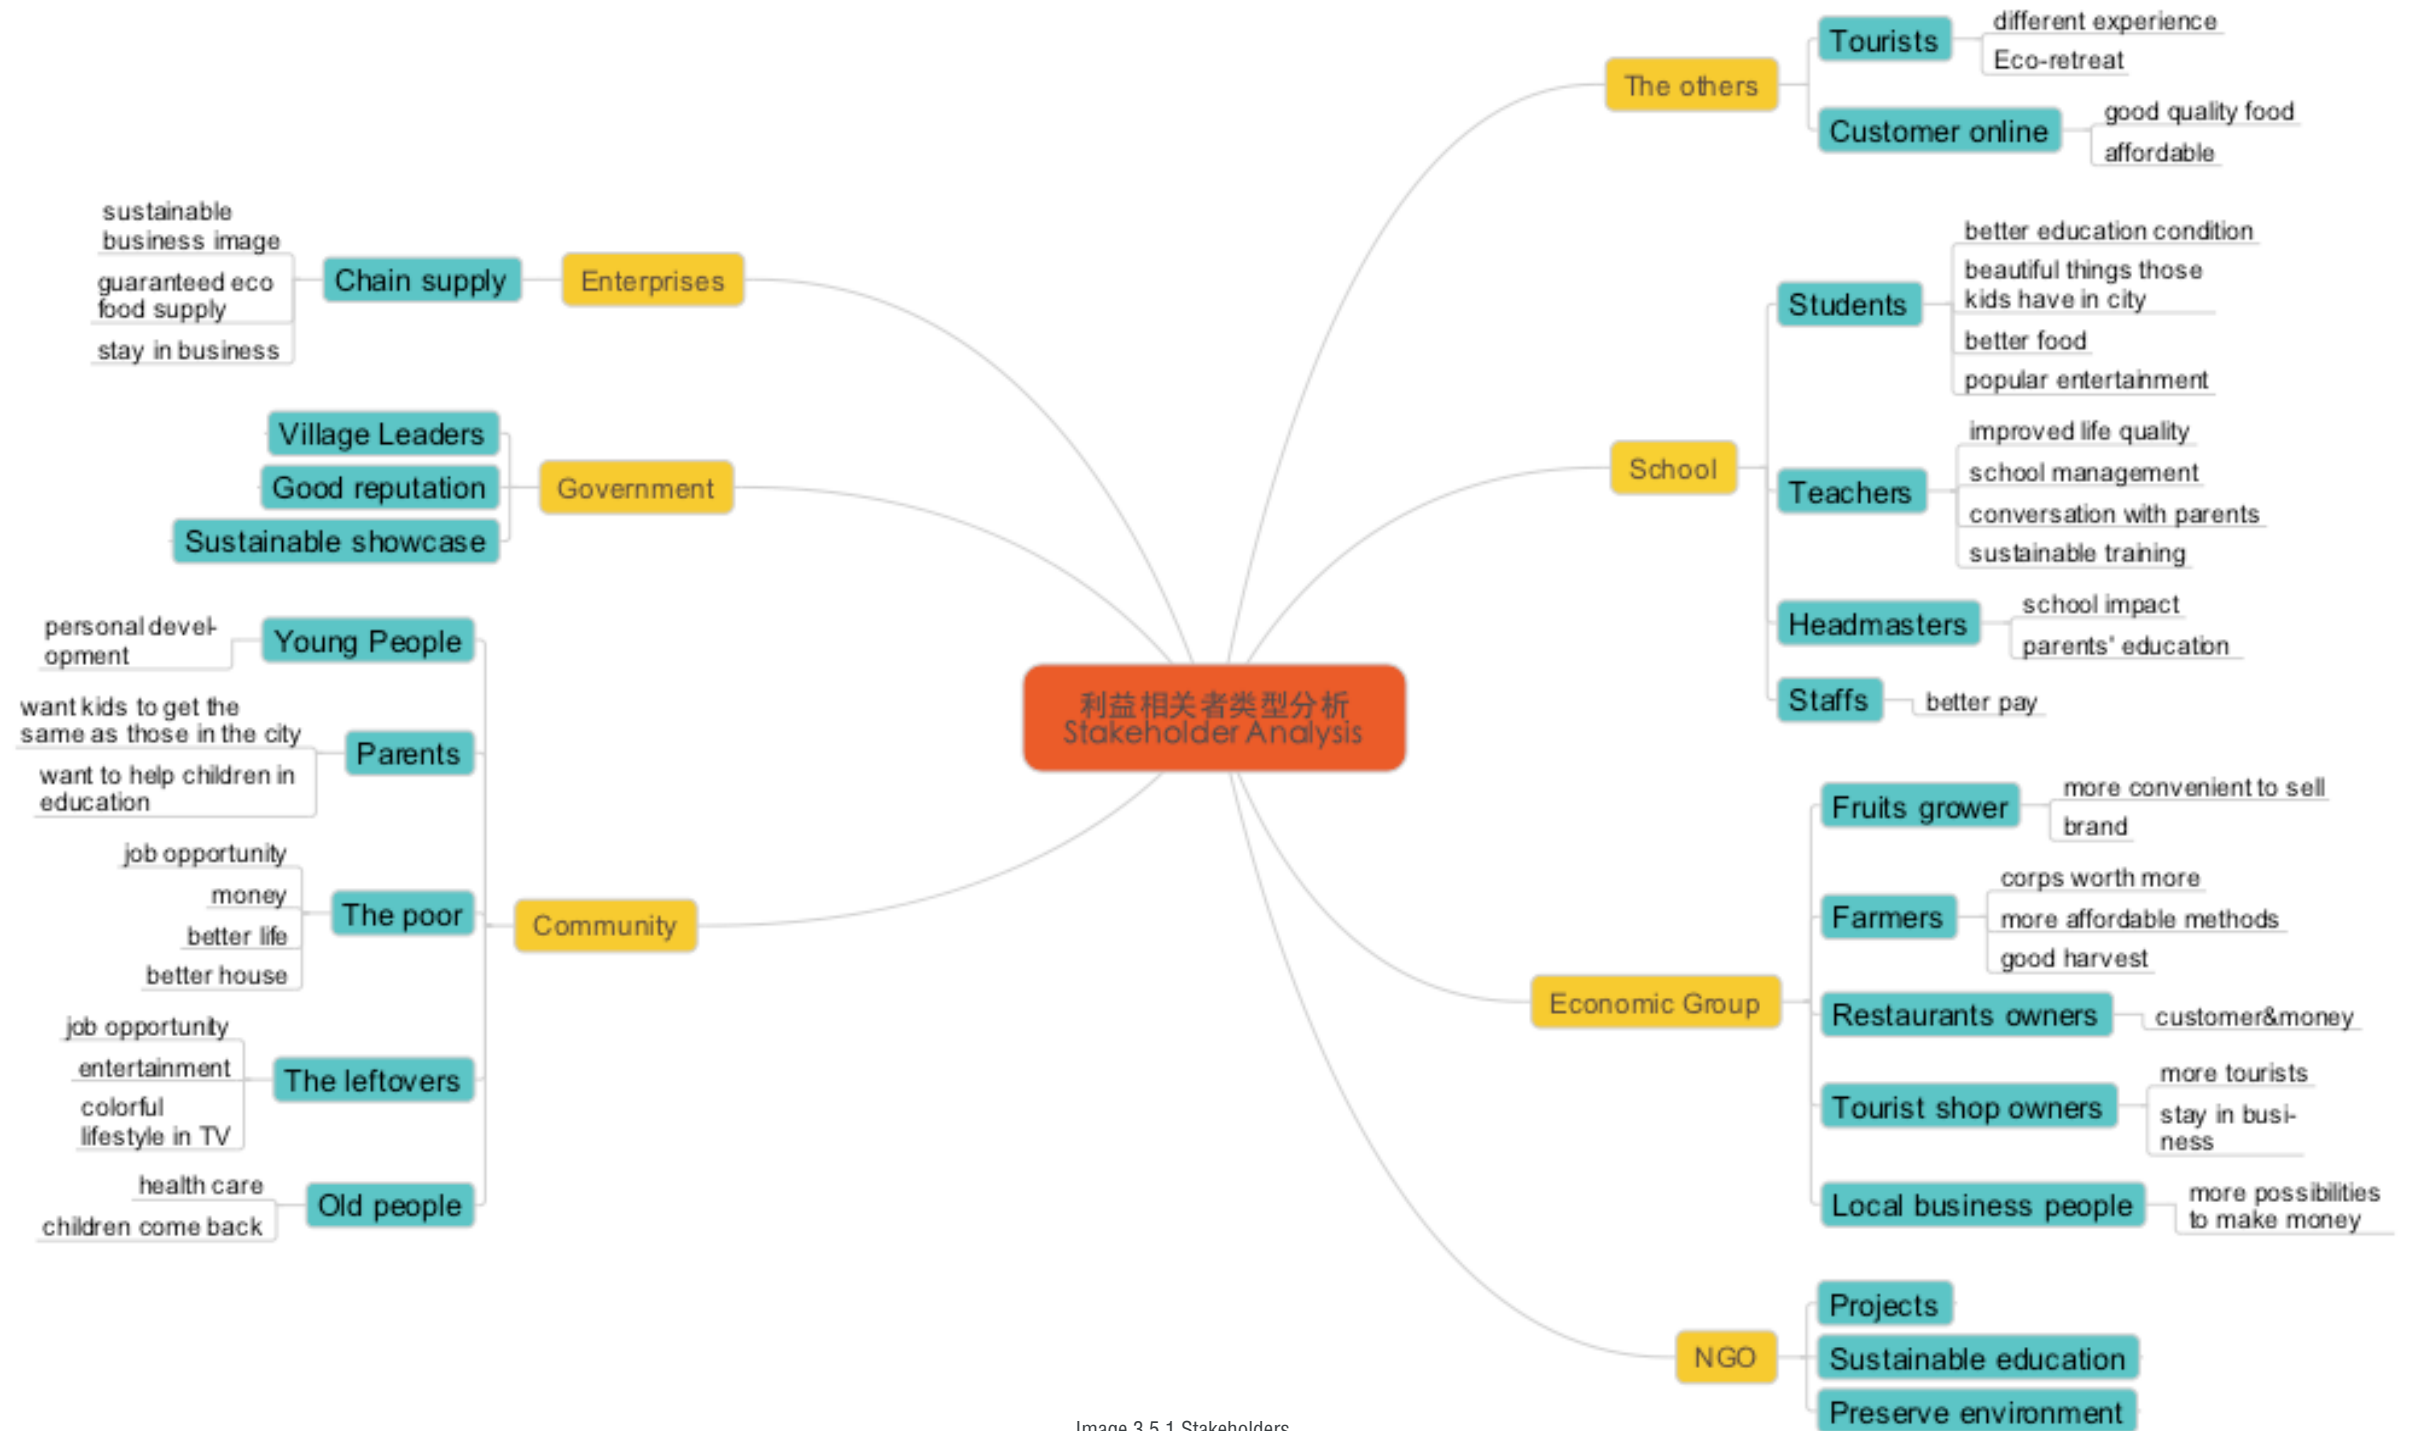 利益相关者类型分析
Stakeholder Analysis
Enterprises
Chain supply
sustainable
business image
guaranteed eco
food supply
stay in business
Government
Village Leaders
Good reputation
Sustainable showcase
Community
Young People
personal devel-
opment
Parents
want kids to get the
same as those in the city
want to help children in
education
The poor
job opportunity
money
better life
better house
The leftovers
job opportunity
entertainment
colorful
lifestyle in TV
Old people
health care
children come back
The others
Tourists
different experience
Eco-retreat
Customer online
good quality food
affordable
School
Students
better education condition
beautiful things those
kids have in city
better food
popular entertainment
Teachers
improved life quality
school management
conversation with parents
sustainable training
Headmasters
school impact
parents' education
Staffs
better pay
Economic Group
Fruits grower
more convenient to sell
brand
Farmers
corps worth more
more affordable methods
good harvest
Restaurants owners
customer&money
Tourist shop owners
more tourists
stay in busi-
ness
Local business people
more possibilities
to make money
NGO
Projects
Sustainable education
Preserve environment
Image 3.5.1 Stakeholders